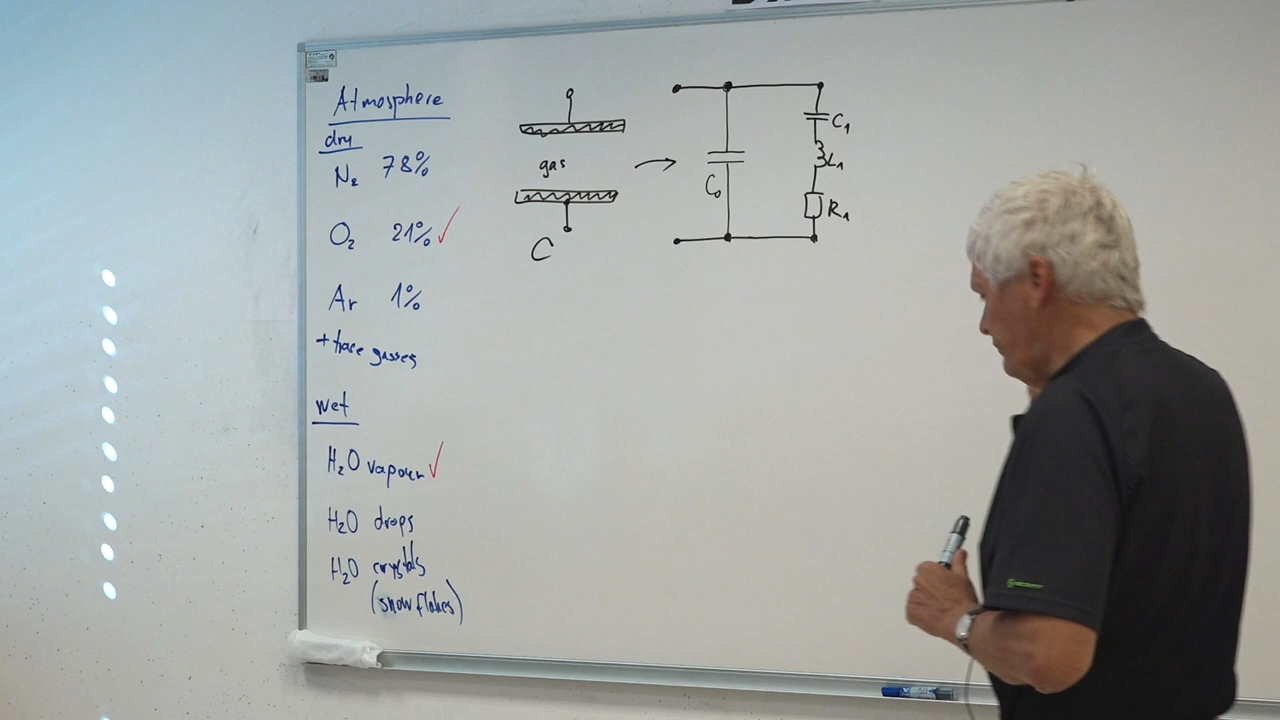 Atmosphere
dry
N₂ 78%
O₂ 21% ✓
Ar 1%
+ trace gasses
wet
H₂O vapour ✓
H₂O drops
H₂O crystals
(snow flakes)
gas
C
C₀
C₁
L₁
R₁